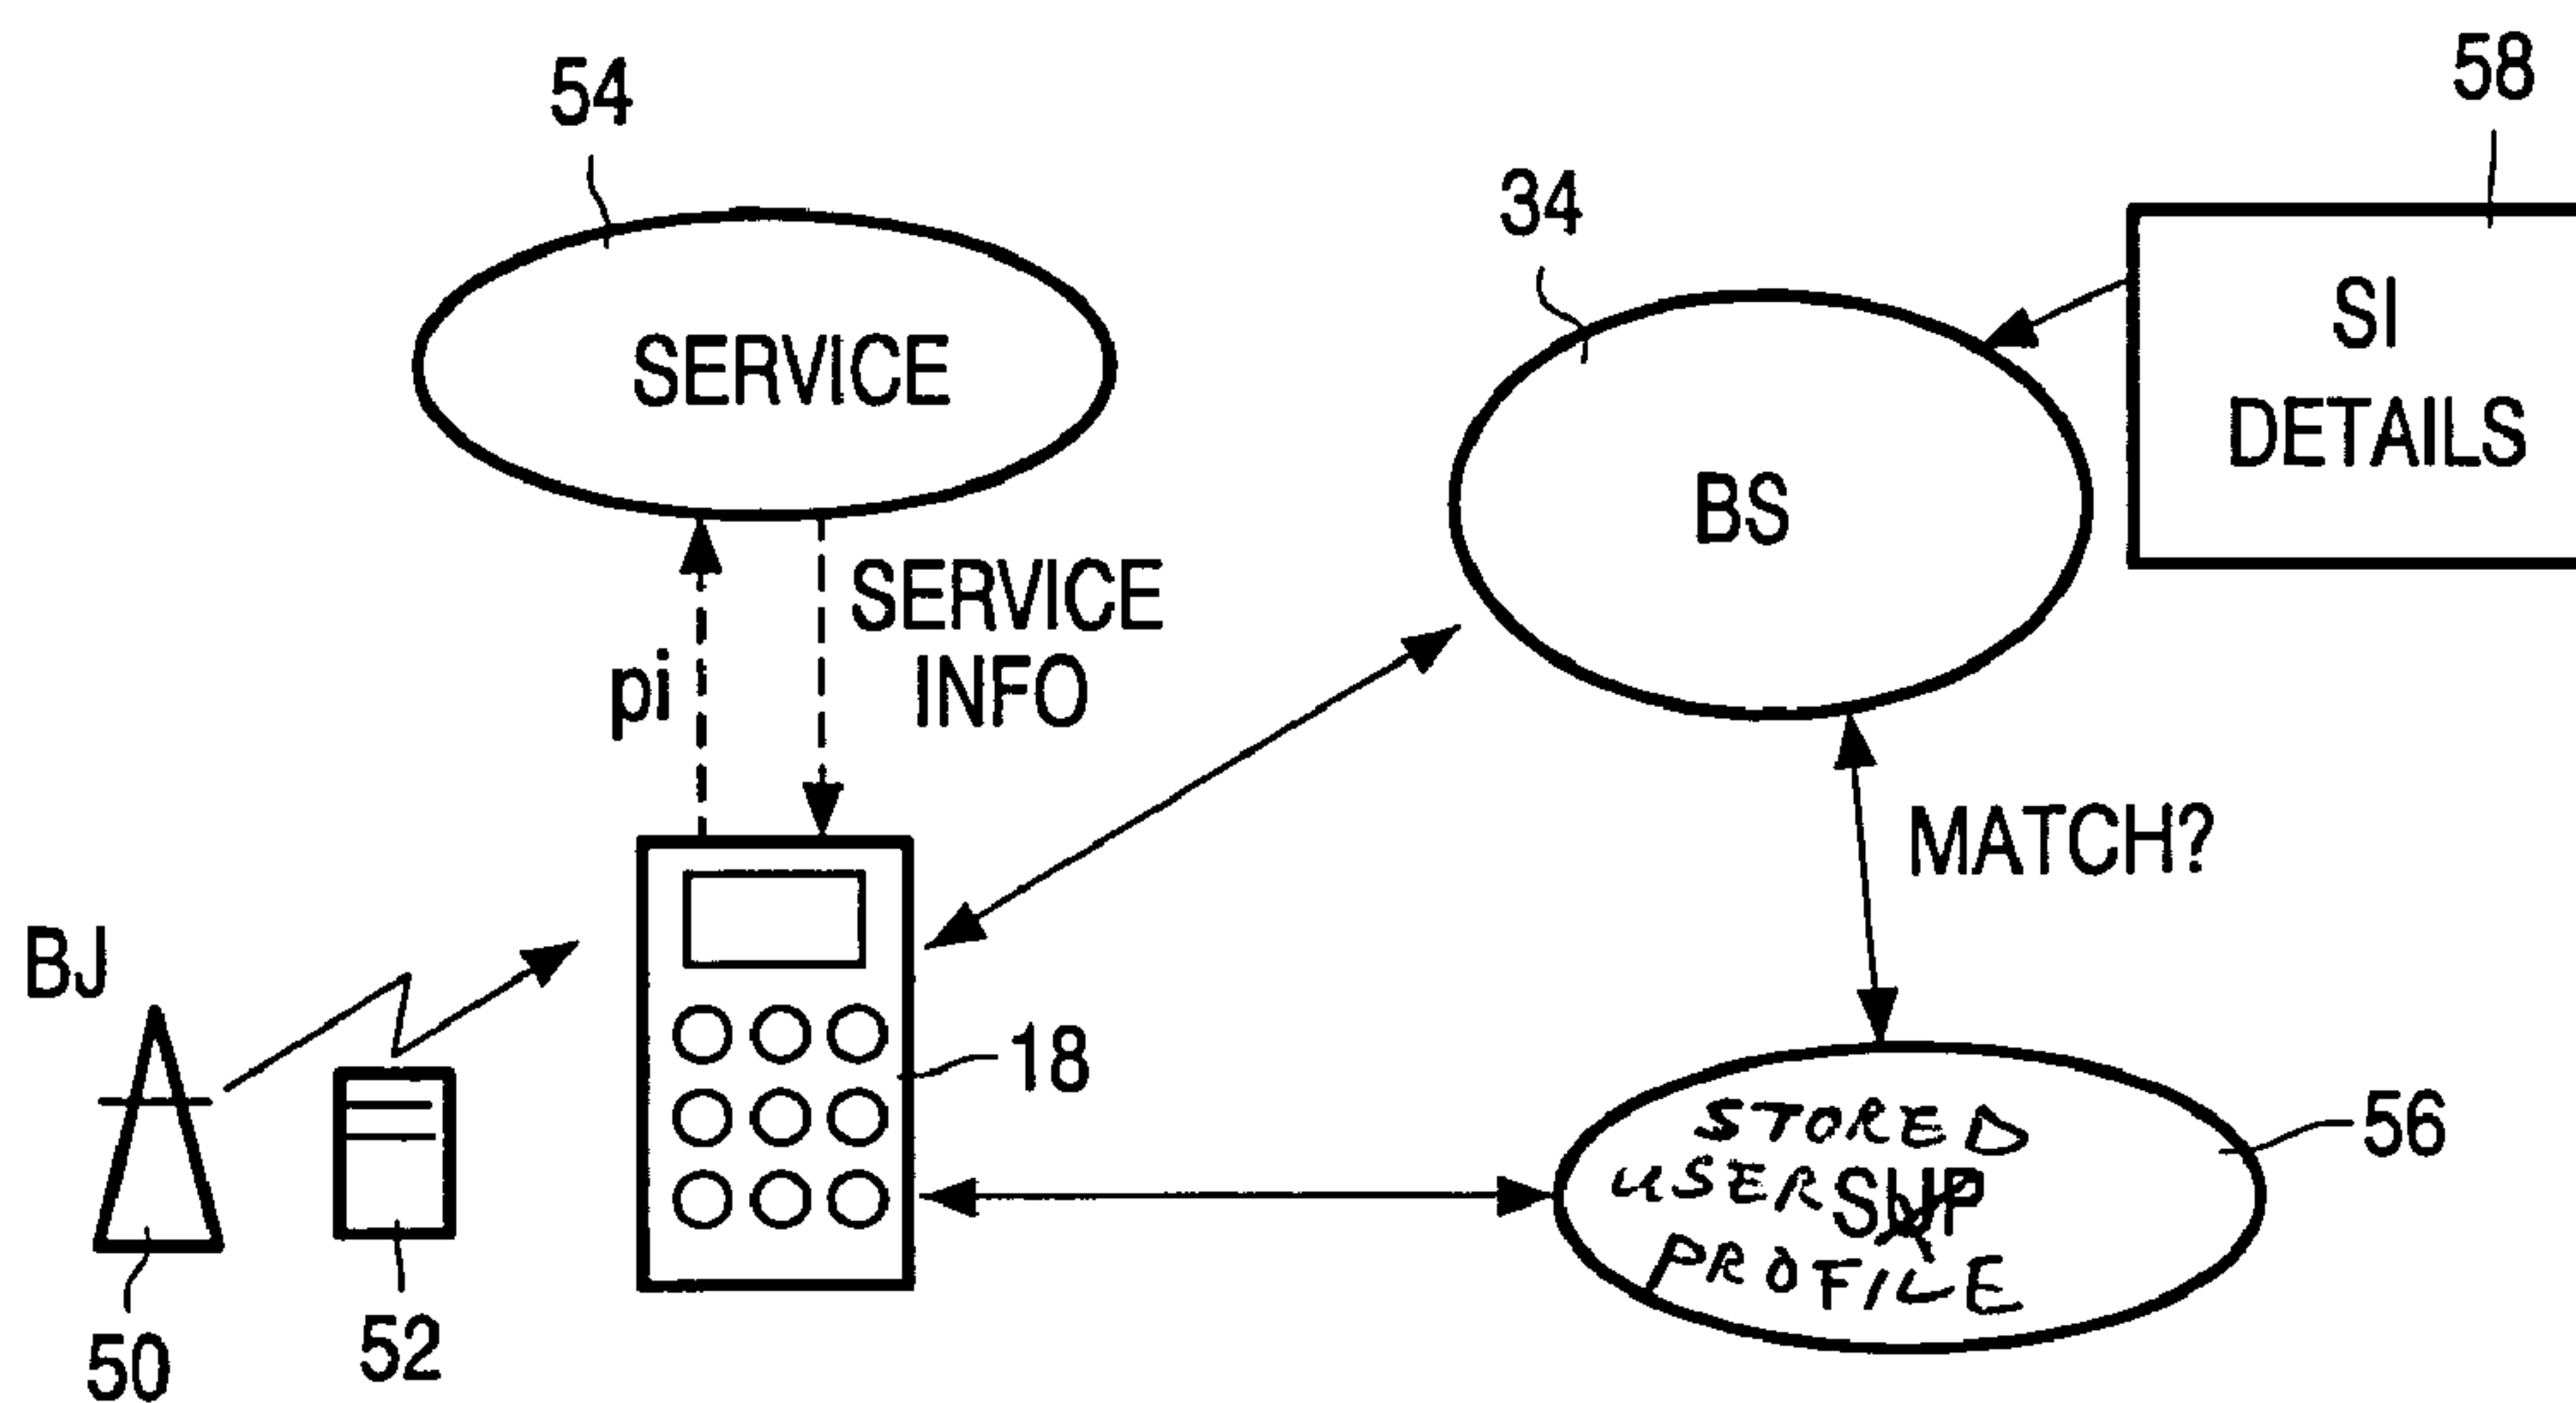 54
58
34
SERVICE
SI
DETAILS
BS
SERVICE
INFO
pi
MATCH?
BJ
18
STORED
USER SUP
PROFILE
56
50
52